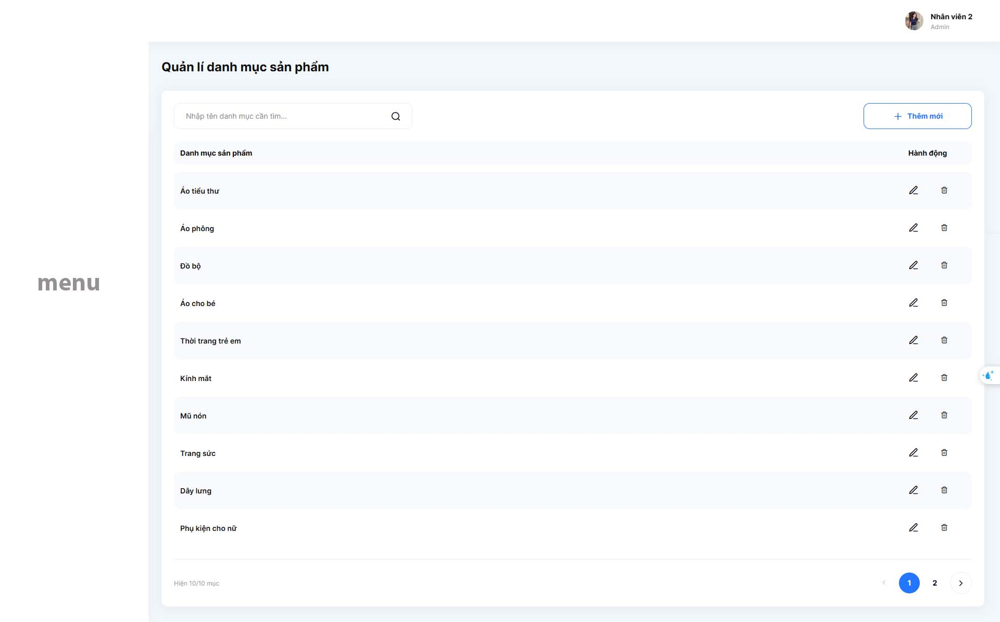 Nhân viên 2
Admin
Quản lí danh mục sản phẩm
Nhập tên danh mục cần tìm...
Thêm mới
Danh mục sản phẩm
Hành động
Áo tiểu thư
Áo phông
Đồ bộ
Áo cho bé
Thời trang trẻ em
menu
Kính mắt
Mũ nón
Trang sức
Dây lưng
Phụ kiện cho nữ
Hiện 10/10 mục
1
2